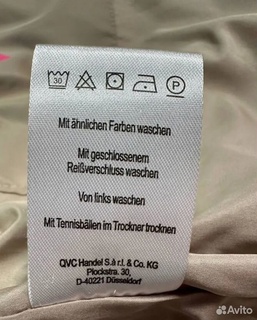 30
P
Mit ähnlichen Farben waschen
Mit geschlossenem
Reißverschluss waschen
Von links waschen
Mit Tennisbällen im Trockner trocknen
QVC Handel S.à r.l. & Co. KG
Plockstr. 30,
D-40221 Düsseldorf
Avito